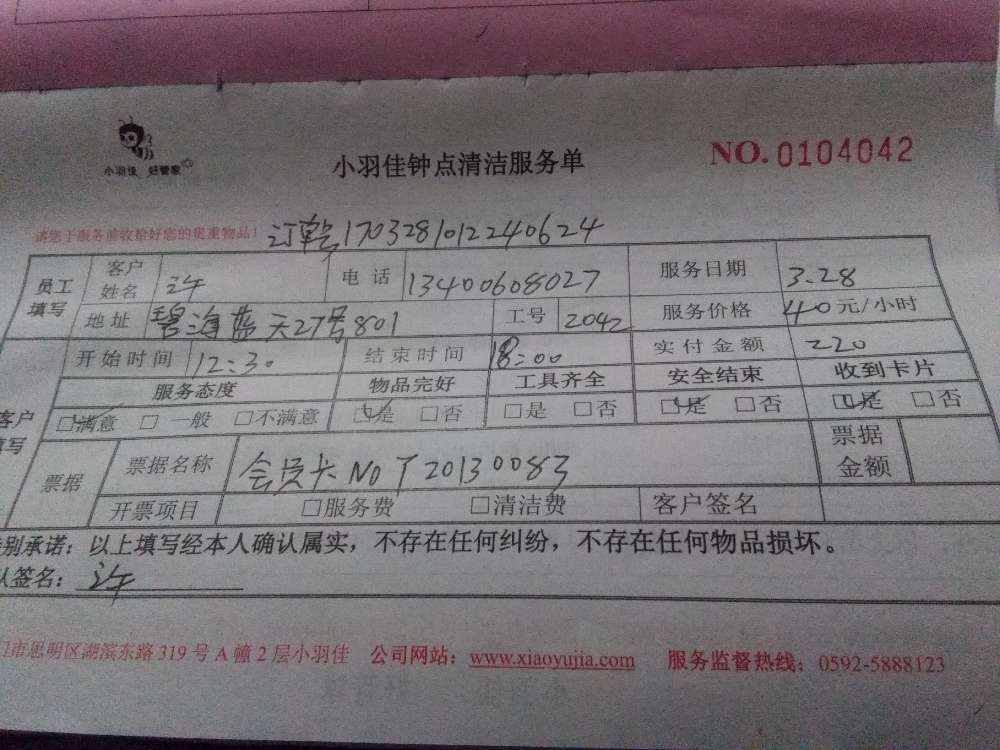 小羽佳 好管家
小羽佳钟点清洁服务单
NO.0104042
请您于服务前收拾好您的贵重物品!
订单号1703281012240624
员工填写 客户姓名 许 电话 13400608027 服务日期 3.28
地址 碧海蓝天27号801 工号 2042 服务价格 40元/小时
开始时间 12:30 结束时间 18:00 实付金额 220
服务态度 物品完好 工具齐全 安全结束 收到卡片
客户填写 ☑满意 □一般 □不满意 ☑是 □否 □是 □否 ☑是 □否 ☑是 □否
票据 票据名称 会员卡NO T20130083 票据金额
开票项目 □服务费 □清洁费 客户签名
别承诺:以上填写经本人确认属实,不存在任何纠纷,不存在任何物品损坏。
认签名:许
门市思明区湖滨东路319号A幢2层小羽佳 公司网站:www.xiaoyujia.com 服务监督热线:0592-5888123